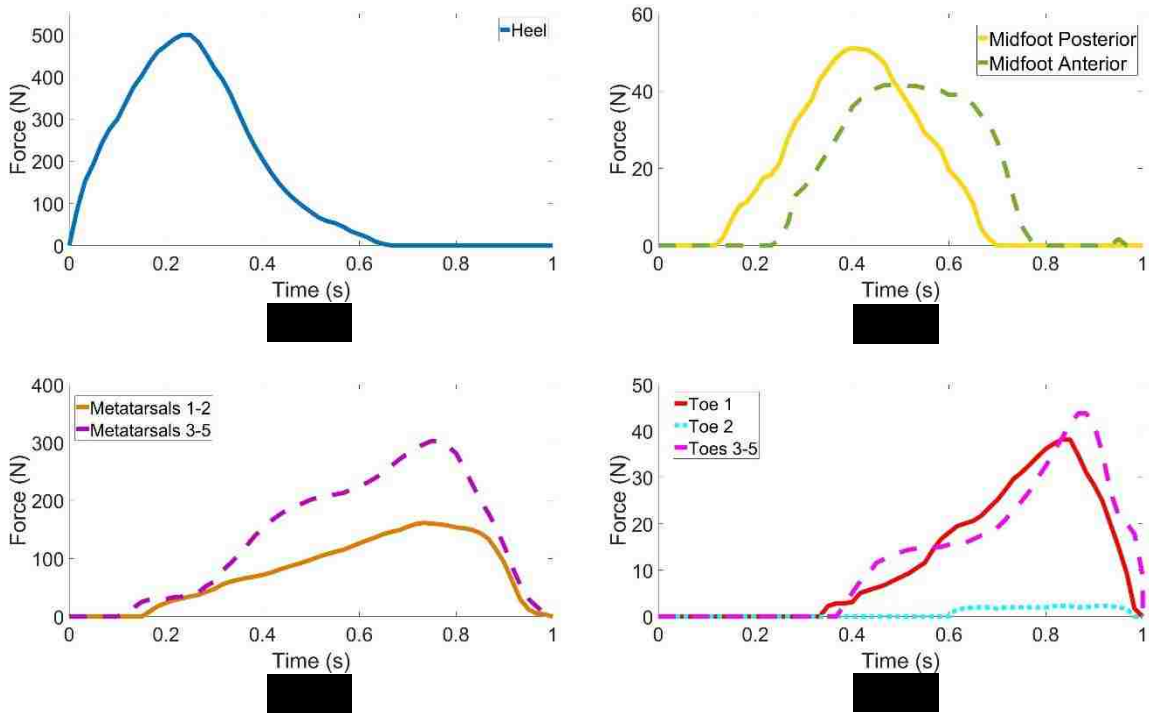 Force (N)
500
400
300
200
100
0
Heel
0 0.2 0.4 0.6 0.8 1
Time (s)
Force (N)
60
40
20
0
Midfoot Posterior
Midfoot Anterior
0 0.2 0.4 0.6 0.8 1
Time (s)
Force (N)
400
300
200
100
0
Metatarsals 1-2
Metatarsals 3-5
0 0.2 0.4 0.6 0.8 1
Time (s)
Force (N)
50
40
30
20
10
0
Toe 1
Toe 2
Toes 3-5
0 0.2 0.4 0.6 0.8 1
Time (s)